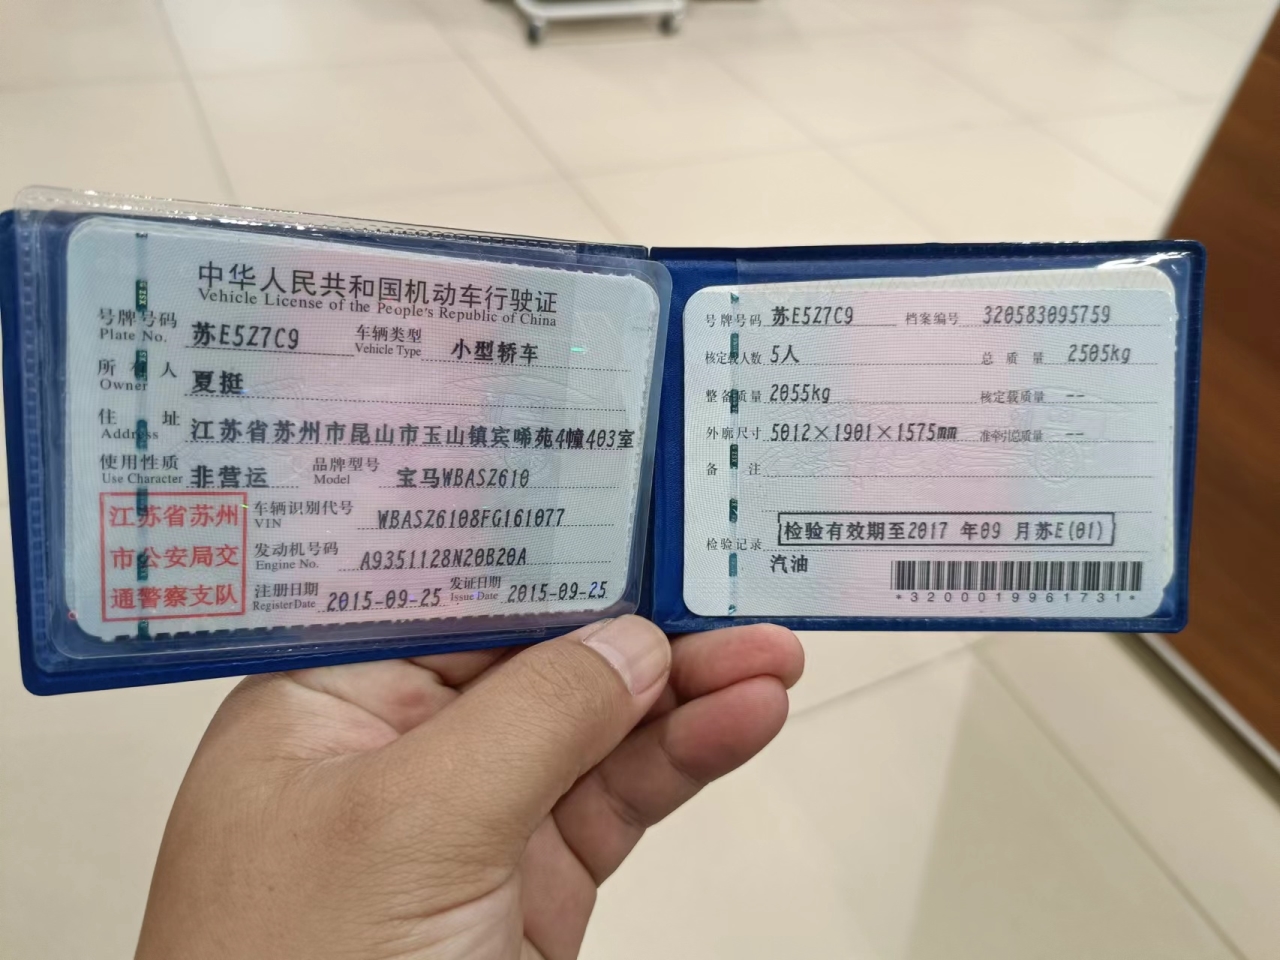 中华人民共和国机动车行驶证
Vehicle License of the People's Republic of China
号牌号码 苏E5Z7C9 车辆类型 小型轿车
Plate No. Vehicle Type
所有人 夏挺
Owner
住址 江苏省苏州市昆山市玉山镇宾唏苑4幢403室
Address
使用性质 非营运 品牌型号 宝马WBASZ610
Use Character Model
江苏省苏州
市公安局交
通警察支队
车辆识别代号 WBASZ6108FG161077
VIN
发动机号码 A9351128N20B20A
Engine No.
注册日期 2015-09-25 发证日期 2015-09-25
Register Date Issue Date
号牌号码 苏E5Z7C9 档案编号 320583095759
核定载人数 5人 总质量 2505kg
整备质量 2055kg 核定载质量 --
外廓尺寸 5012×1901×1575mm 准牵引总质量 --
备注
检验记录 检验有效期至2017 年09 月苏E(01)
汽油
*3200019961731*